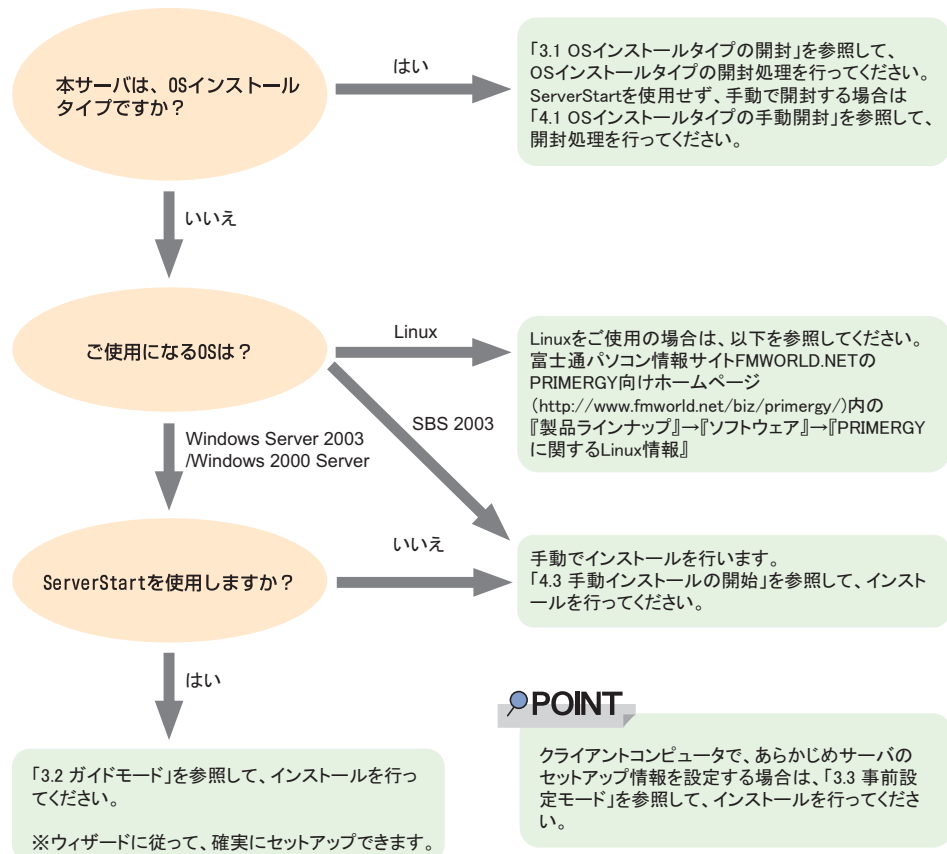 本サーバは、OSインストール
タイプですか？
はい
「3.1 OSインストールタイプの開封」を参照して、
OSインストールタイプの開封処理を行ってください。
ServerStartを使用せず、手動で開封する場合は
「4.1 OSインストールタイプの手動開封」を参照して、
開封処理を行ってください。
いいえ
ご使用になるOSは？
Linux
Linuxをご使用の場合は、以下を参照してください。
富士通パソコン情報サイトFMWORLD.NETの
PRIMERGY向けホームページ
（http://www.fmworld.net/biz/primergy/)内の
『製品ラインナップ』→『ソフトウェア』→『PRIMERGY
に関するLinux情報』
SBS 2003
Windows Server 2003
/Windows 2000 Server
ServerStartを使用しますか？
いいえ
手動でインストールを行います。
「4.3 手動インストールの開始」を参照して、インスト
ールを行ってください。
はい
「3.2 ガイドモード」を参照して、インストールを行っ
てください。
※ウィザードに従って、確実にセットアップできます。
POINT
クライアントコンピュータで、あらかじめサーバの
セットアップ情報を設定する場合は、「3.3 事前設
定モード」を参照して、インストールを行ってくださ
い。